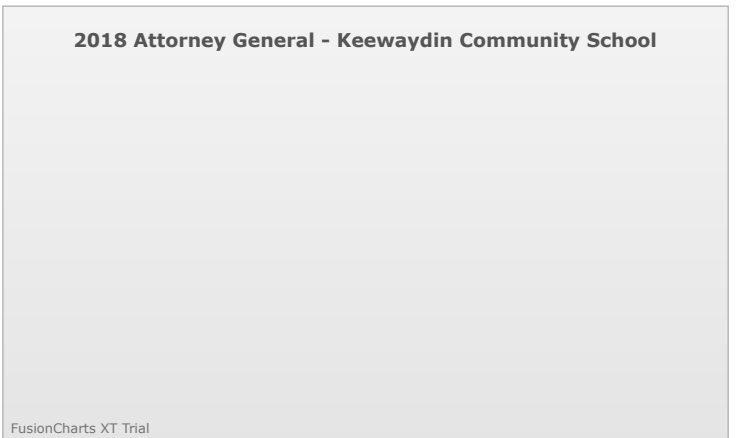 2018 Attorney General - Keewaydin Community School
FusionCharts XT Trial